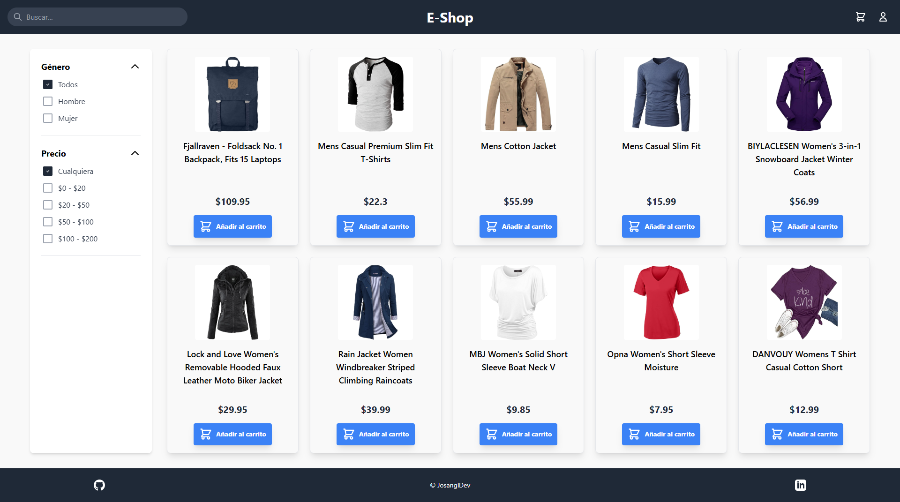 Buscar...
E-Shop
Género
Todos
Hombre
Mujer
Precio
Cualquiera
$0 - $20
$20 - $50
$50 - $100
$100 - $200
Fjallraven - Foldsack No. 1
Backpack, Fits 15 Laptops
$109.95
Añadir al carrito
Mens Casual Premium Slim Fit
T-Shirts
$22.3
Añadir al carrito
Mens Cotton Jacket
$55.99
Añadir al carrito
Mens Casual Slim Fit
$15.99
Añadir al carrito
BIYLACLESEN Women's 3-in-1
Snowboard Jacket Winter
Coats
$56.99
Añadir al carrito
Lock and Love Women's
Removable Hooded Faux
Leather Moto Biker Jacket
$29.95
Añadir al carrito
Rain Jacket Women
Windbreaker Striped
Climbing Raincoats
$39.99
Añadir al carrito
MBJ Women's Solid Short
Sleeve Boat Neck V
$9.85
Añadir al carrito
Opna Women's Short Sleeve
Moisture
$7.95
Añadir al carrito
kind
DANVOUY Womens T Shirt
Casual Cotton Short
$12.99
Añadir al carrito